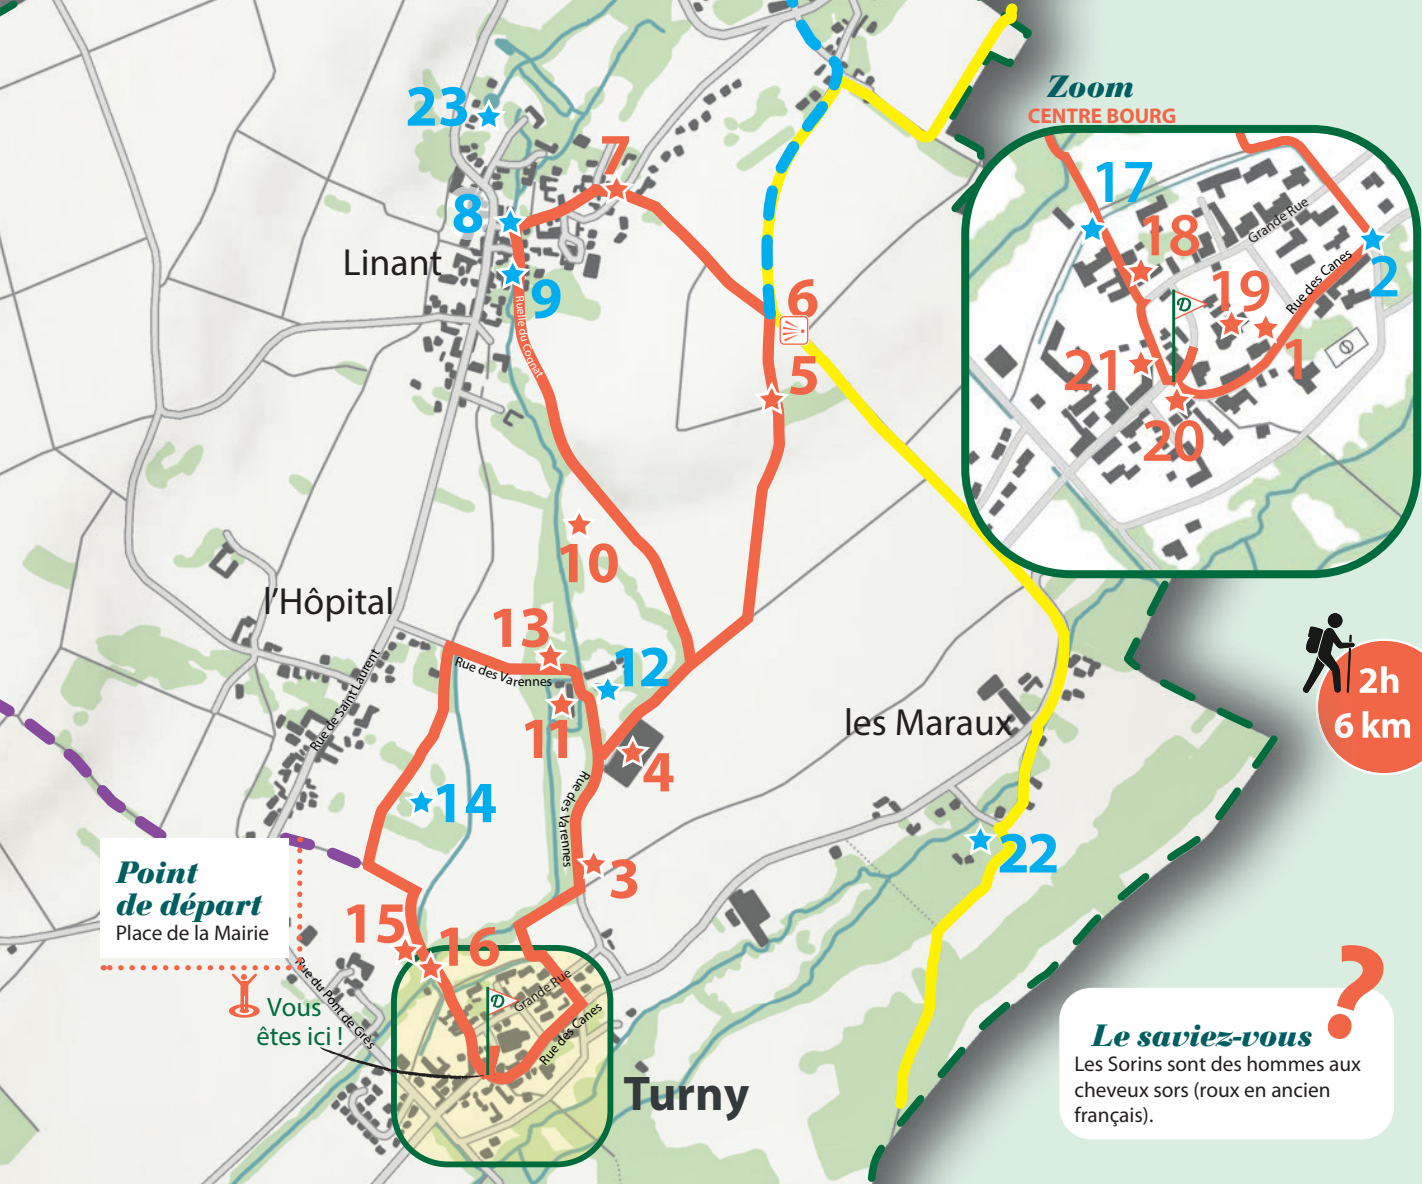 23
7
8
Linant
9
Ruelle du Cognat
6
5
10
l'Hôpital
13
Rue des Varennes
12
11
4
Rue de Saint Laurent
14
Rue des Varennes
3
les Maraux
22
15
16
Grande Rue
Rue des Canes
D
Rue du Pont de Grès
Turny
Point
de départ
Place de la Mairie
Vous
êtes ici !
Zoom
CENTRE BOURG
17
18
Grande Rue
2
19
Rue des Canes
D
1
21
20
2h
6 km
?
Le saviez-vous
Les Sorins sont des hommes aux
cheveux sors (roux en ancien
français).